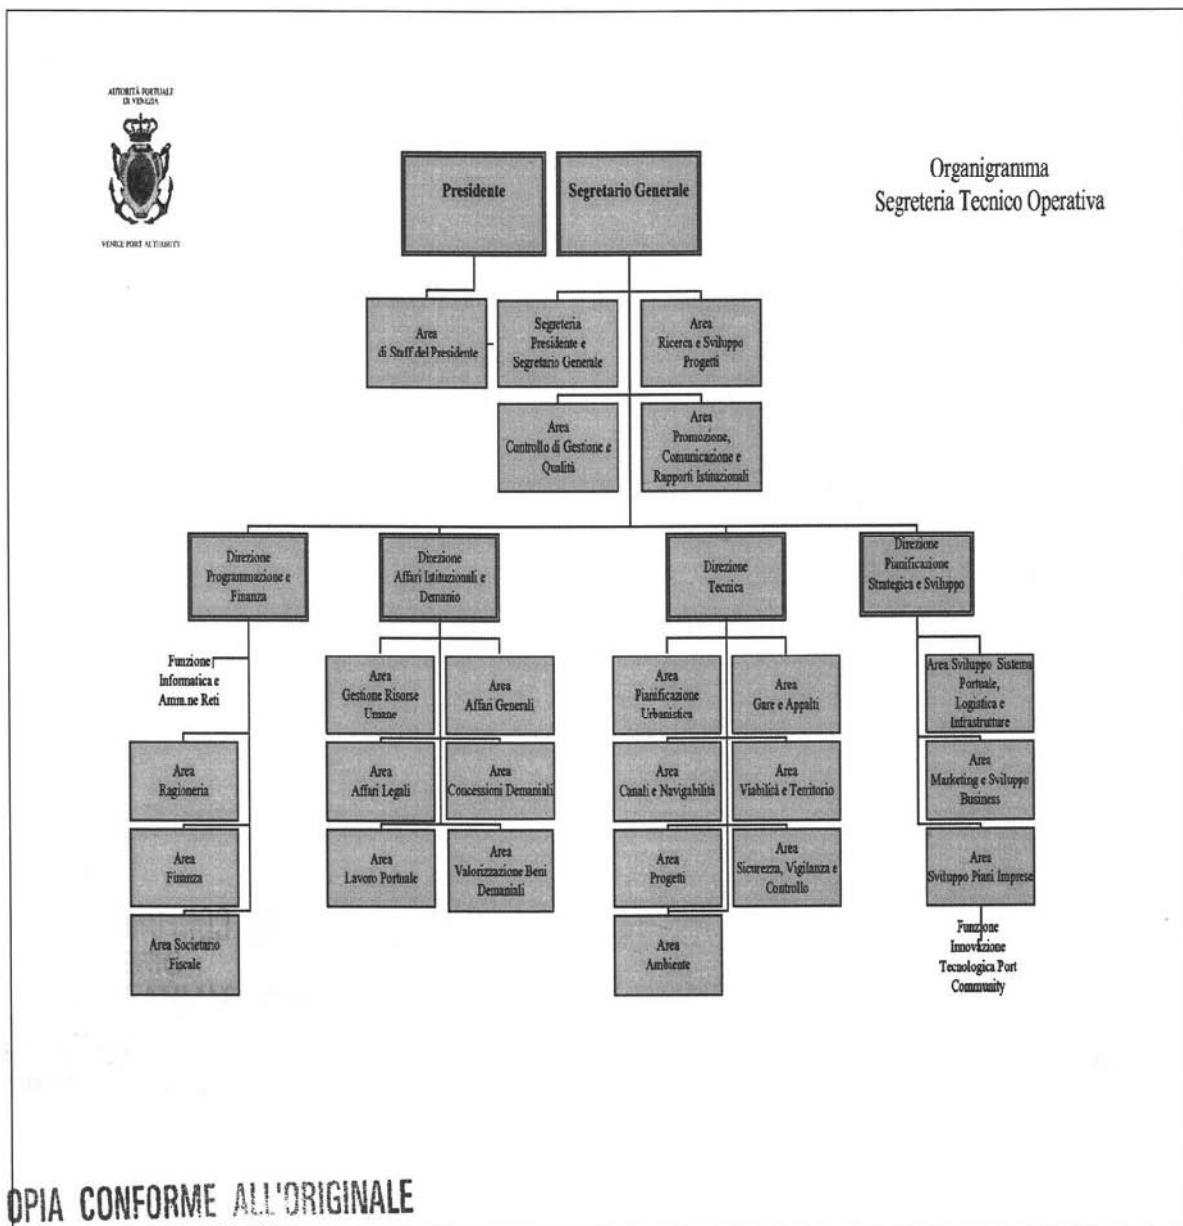 AUTORITÀ PORTUALE
DI VENEZIA
VENICE PORT AUTHORITY
Organigramma
Segreteria Tecnico Operativa
Presidente
Segretario Generale
Area
di Staff del Presidente
Segreteria
Presidente e
Segretario Generale
Area
Ricerca e Sviluppo
Progetti
Area
Controllo di Gestione e
Qualità
Area
Promozione,
Comunicazione e
Rapporti Istituzionali
Direzione
Programmazione e
Finanza
Direzione
Affari Istituzionali e
Demanio
Direzione
Tecnica
Direzione
Pianificazione
Strategica e Sviluppo
Funzione
Informatica e
Amm.ne Reti
Area
Ragioneria
Area
Finanza
Area Societario
Fiscale
Area
Gestione Risorse
Umane
Area
Affari Generali
Area
Affari Legali
Area
Concessioni Demaniali
Area
Lavoro Portuale
Area
Valorizzazione Beni
Demaniali
Area
Pianificazione
Urbanistica
Area
Gare e Appalti
Area
Canali e Navigabilità
Area
Viabilità e Territorio
Area
Progetti
Area
Sicurezza, Vigilanza e
Controllo
Area
Ambiente
Area Sviluppo Sistema
Portuale,
Logistica e
Infrastrutture
Area
Marketing e Sviluppo
Business
Area
Sviluppo Piani Imprese
Funzione
Innovazione
Tecnologica Port
Community
OPIA CONFORME ALL'ORIGINALE